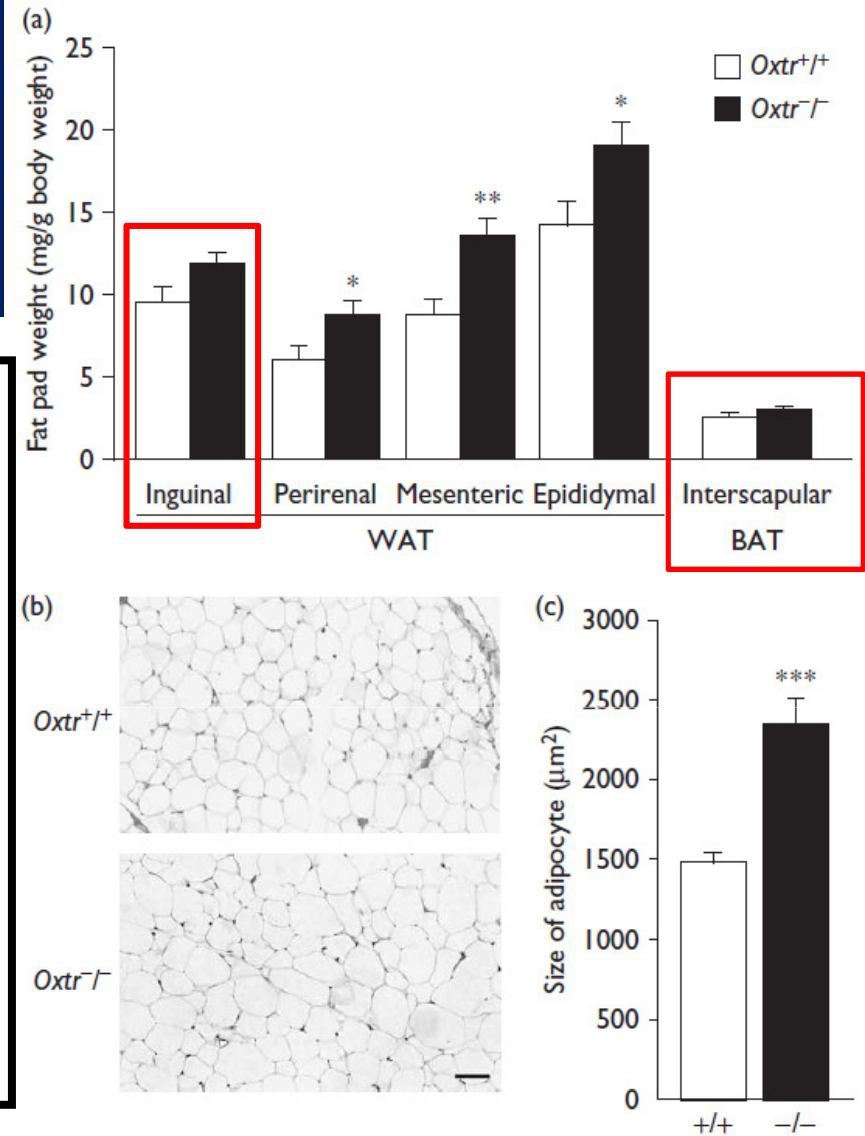 (a)
25
20
15
10
5
0
Fat pad weight (mg/g body weight)
Oxtr+/+
Oxtr−/−
*
**
*
Inguinal
Perirenal
Mesenteric
Epididymal
Interscapular
WAT
BAT
(b)
Oxtr+/+
Oxtr−/−
(c)
3000
2500
2000
1500
1000
500
0
Size of adipocyte (μm²)
***
+/+
−/−